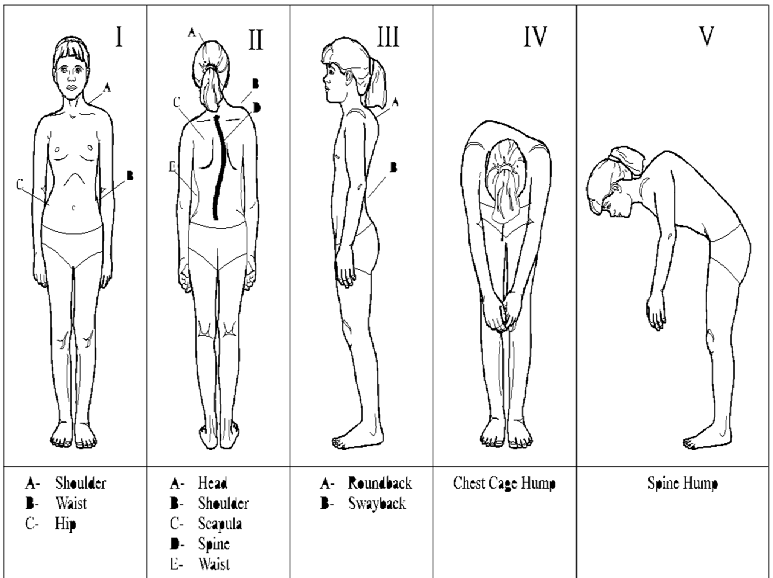 I
II
III
IV
V
A
B
C
A
B
C
D
E
A
B
A- Shoulder
B- Waist
C- Hip
A- Head
B- Shoulder
C- Scapula
D- Spine
E- Waist
A- Roundback
B- Swayback
Chest Cage Hump
Spine Hump